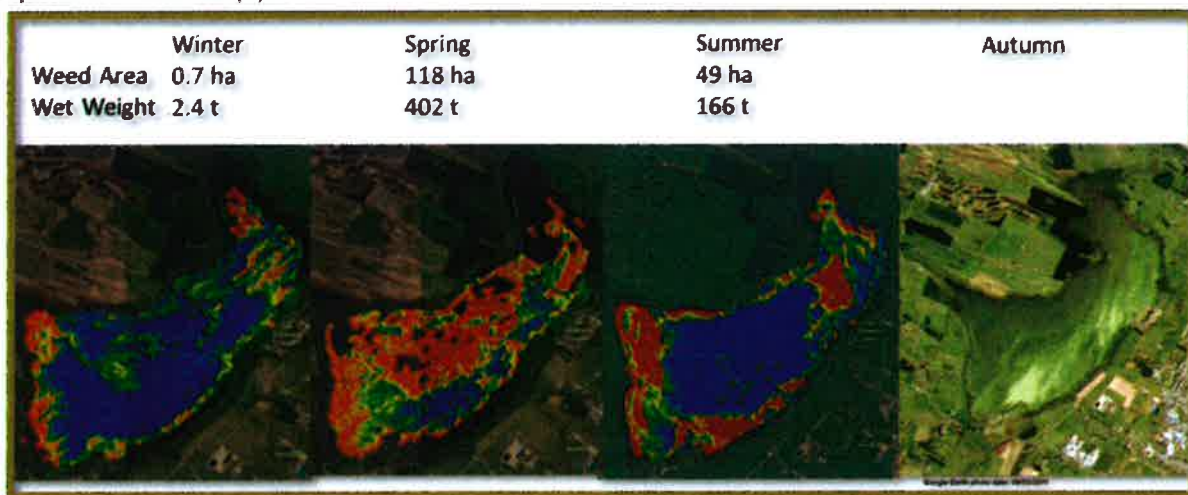 Winter Spring Summer Autumn
Weed Area 0.7 ha 118 ha 49 ha
Wet Weight 2.4 t 402 t 166 t